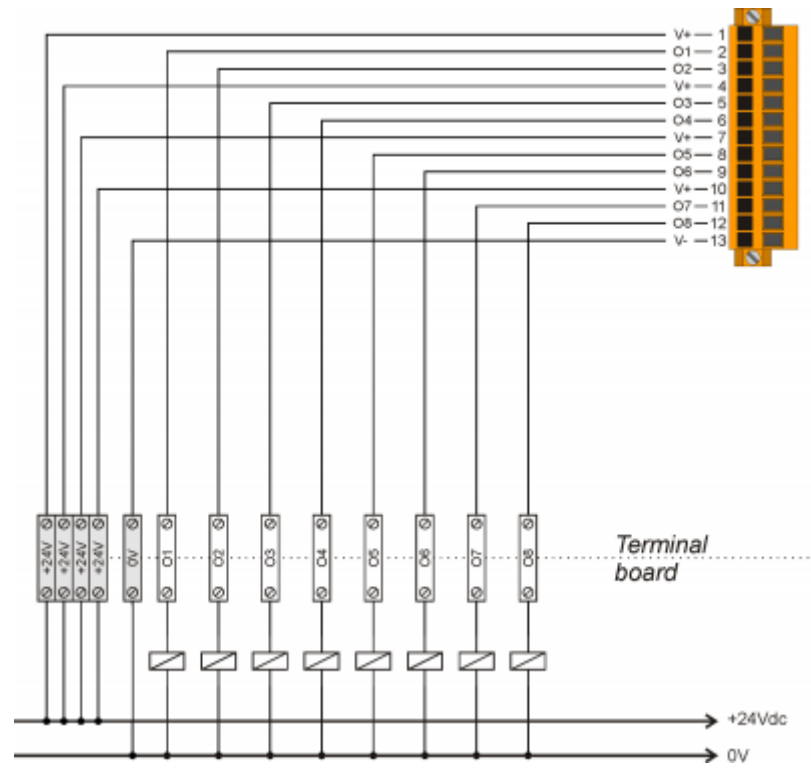 V+ 1
O1 2
O2 3
V+ 4
O3 5
O4 6
V+ 7
O5 8
O6 9
V+ 10
O7 11
O8 12
V- 13
+24V +24V +24V +24V 0V O1 O2 O3 O4 O5 O6 O7 O8
Terminal
board
+24Vdc
0V